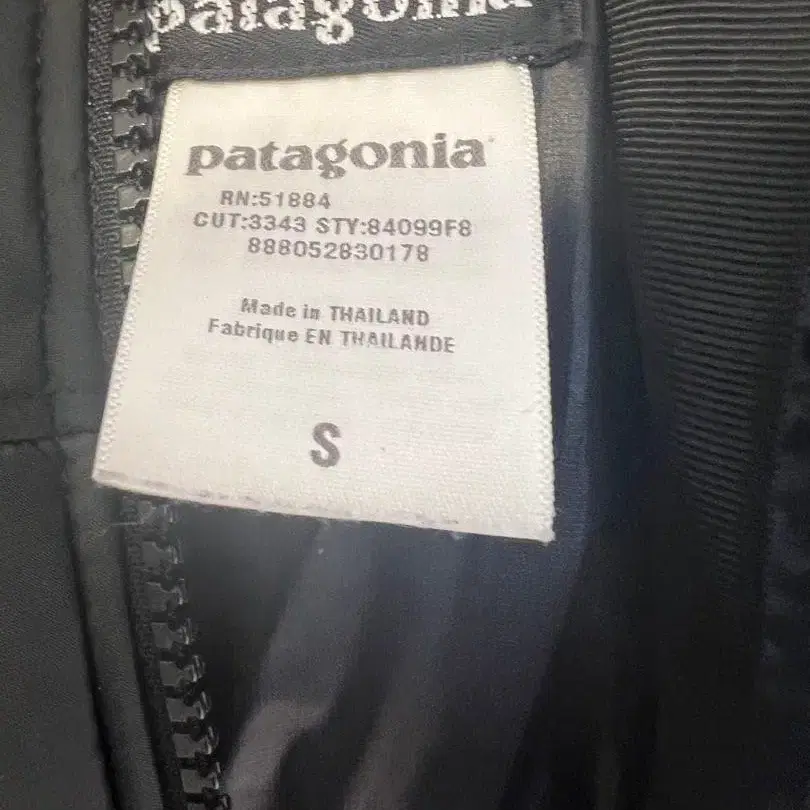 patagonia
patagonia
RN:51884
CUT:3343 STY:84099F8
888052830178
Made in THAILAND
Fabrique EN THAILANDE
S